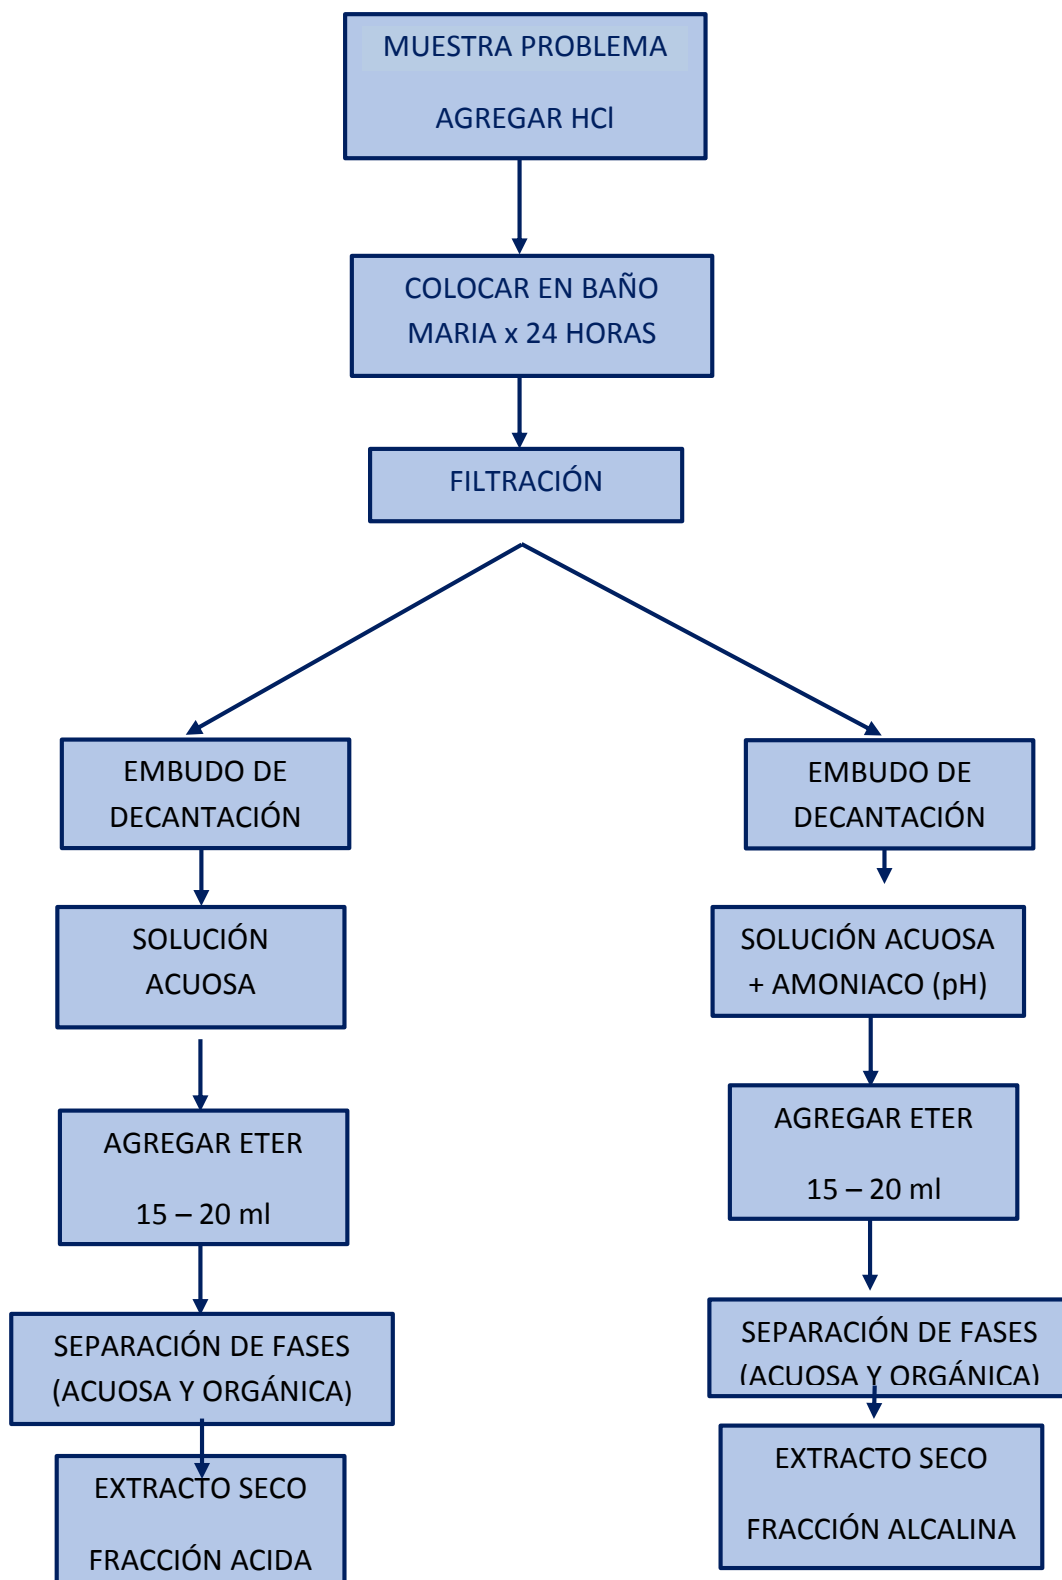 MUESTRA PROBLEMA
AGREGAR HCl
COLOCAR EN BAÑO
MARIA x 24 HORAS
FILTRACIÓN
EMBUDO DE
DECANTACIÓN
SOLUCIÓN
ACUOSA
AGREGAR ETER
15 – 20 ml
SEPARACIÓN DE FASES
(ACUOSA Y ORGÁNICA)
EXTRACTO SECO
FRACCIÓN ACIDA
EMBUDO DE
DECANTACIÓN
SOLUCIÓN ACUOSA
+ AMONIACO (pH)
AGREGAR ETER
15 – 20 ml
SEPARACIÓN DE FASES
(ACUOSA Y ORGÁNICA)
EXTRACTO SECO
FRACCIÓN ALCALINA